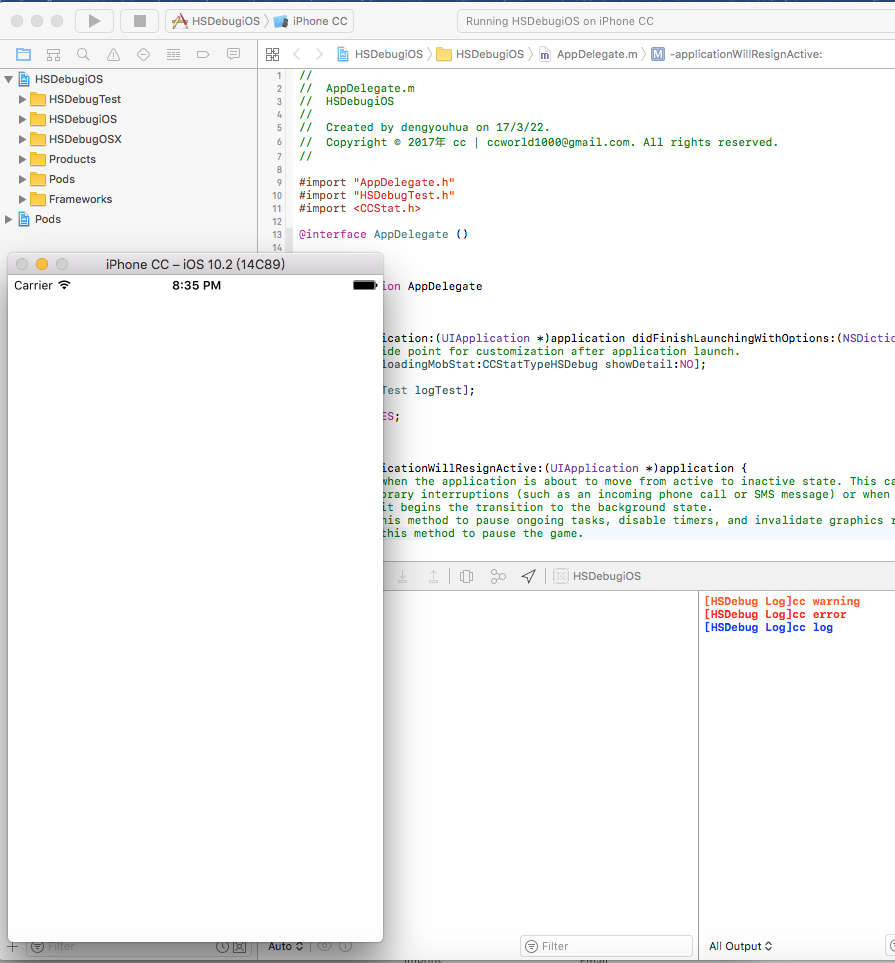 HSDebugiOS
iPhone CC
Running HSDebugiOS on iPhone CC
HSDebugiOS
HSDebugiOS
AppDelegate.m
M
-applicationWillResignActive:
HSDebugiOS
HSDebugTest
HSDebugiOS
HSDebugOSX
Products
Pods
Frameworks
Pods
1 //
2 //  AppDelegate.m
3 //  HSDebugiOS
4 //
5 //  Created by dengyouhua on 17/3/22.
6 //  Copyright © 2017年 cc | ccworld1000@gmail.com. All rights reserved.
7 //
8
9 #import "AppDelegate.h"
10 #import "HSDebugTest.h"
11 #import <CCStat.h>
12
13 @interface AppDelegate ()
14
iPhone CC – iOS 10.2 (14C89)
Carrier 8:35 PM
ion AppDelegate
ication:(UIApplication *)application didFinishLaunchingWithOptions:(NSDictio
ide point for customization after application launch.
loadingMobStat:CCStatTypeHSDebug showDetail:NO];
Test logTest];
ES;
icationWillResignActive:(UIApplication *)application {
when the application is about to move from active to inactive state. This ca
orary interruptions (such as an incoming phone call or SMS message) or when
it begins the transition to the background state.
his method to pause ongoing tasks, disable timers, and invalidate graphics r
this method to pause the game.
HSDebugiOS
[HSDebug Log]cc warning
[HSDebug Log]cc error
[HSDebug Log]cc log
Filter
Auto
Filter
All Output